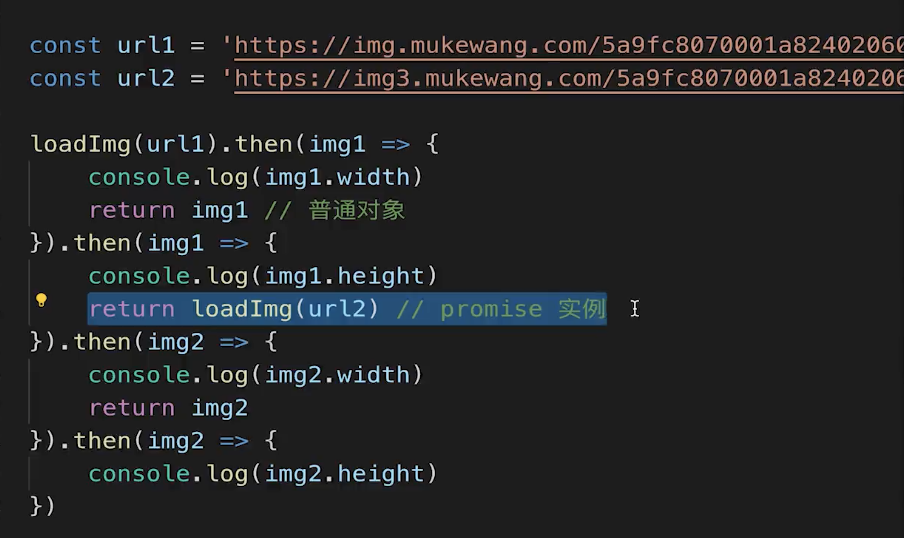 const url1 = 'https://img.mukewang.com/5a9fc8070001a82402060
const url2 = 'https://img3.mukewang.com/5a9fc8070001a8240206
loadImg(url1).then(img1 => {
    console.log(img1.width)
    return img1 // 普通对象
}).then(img1 => {
    console.log(img1.height)
    return loadImg(url2) // promise 实例
}).then(img2 => {
    console.log(img2.width)
    return img2
}).then(img2 => {
    console.log(img2.height)
})